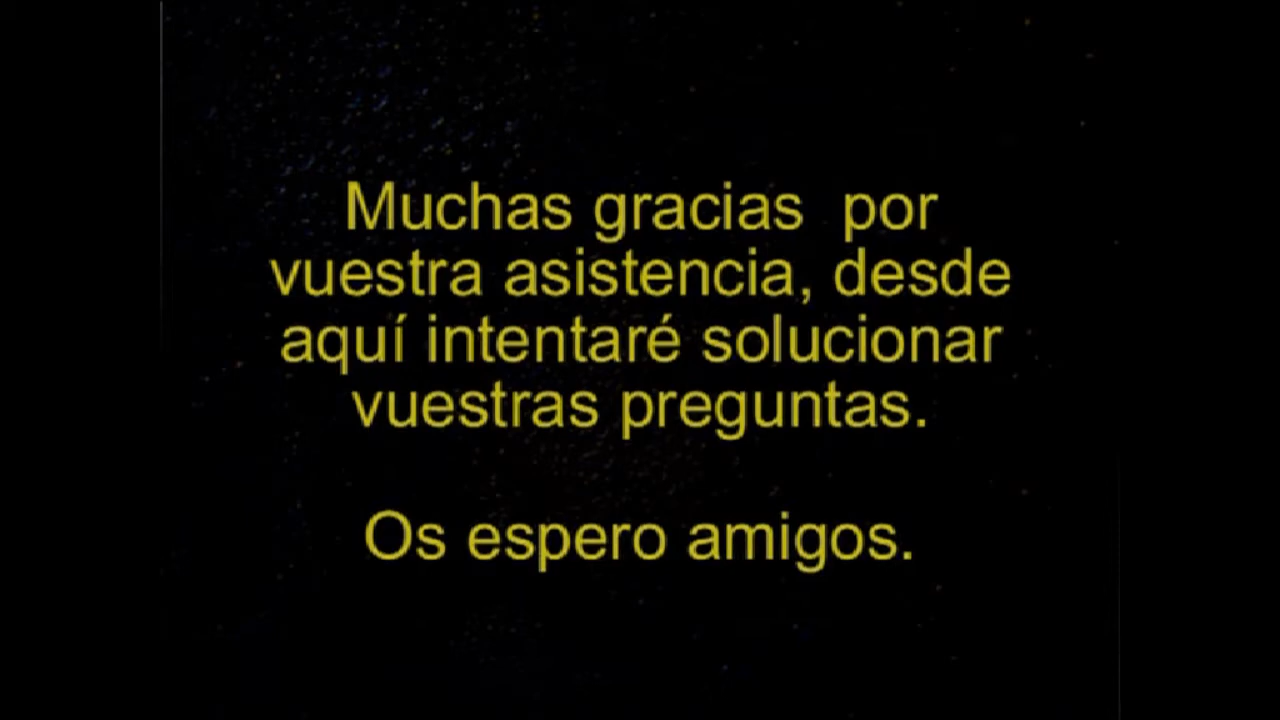 Muchas gracias  por
vuestra asistencia, desde
aquí intentaré solucionar
vuestras preguntas.
Os espero amigos.